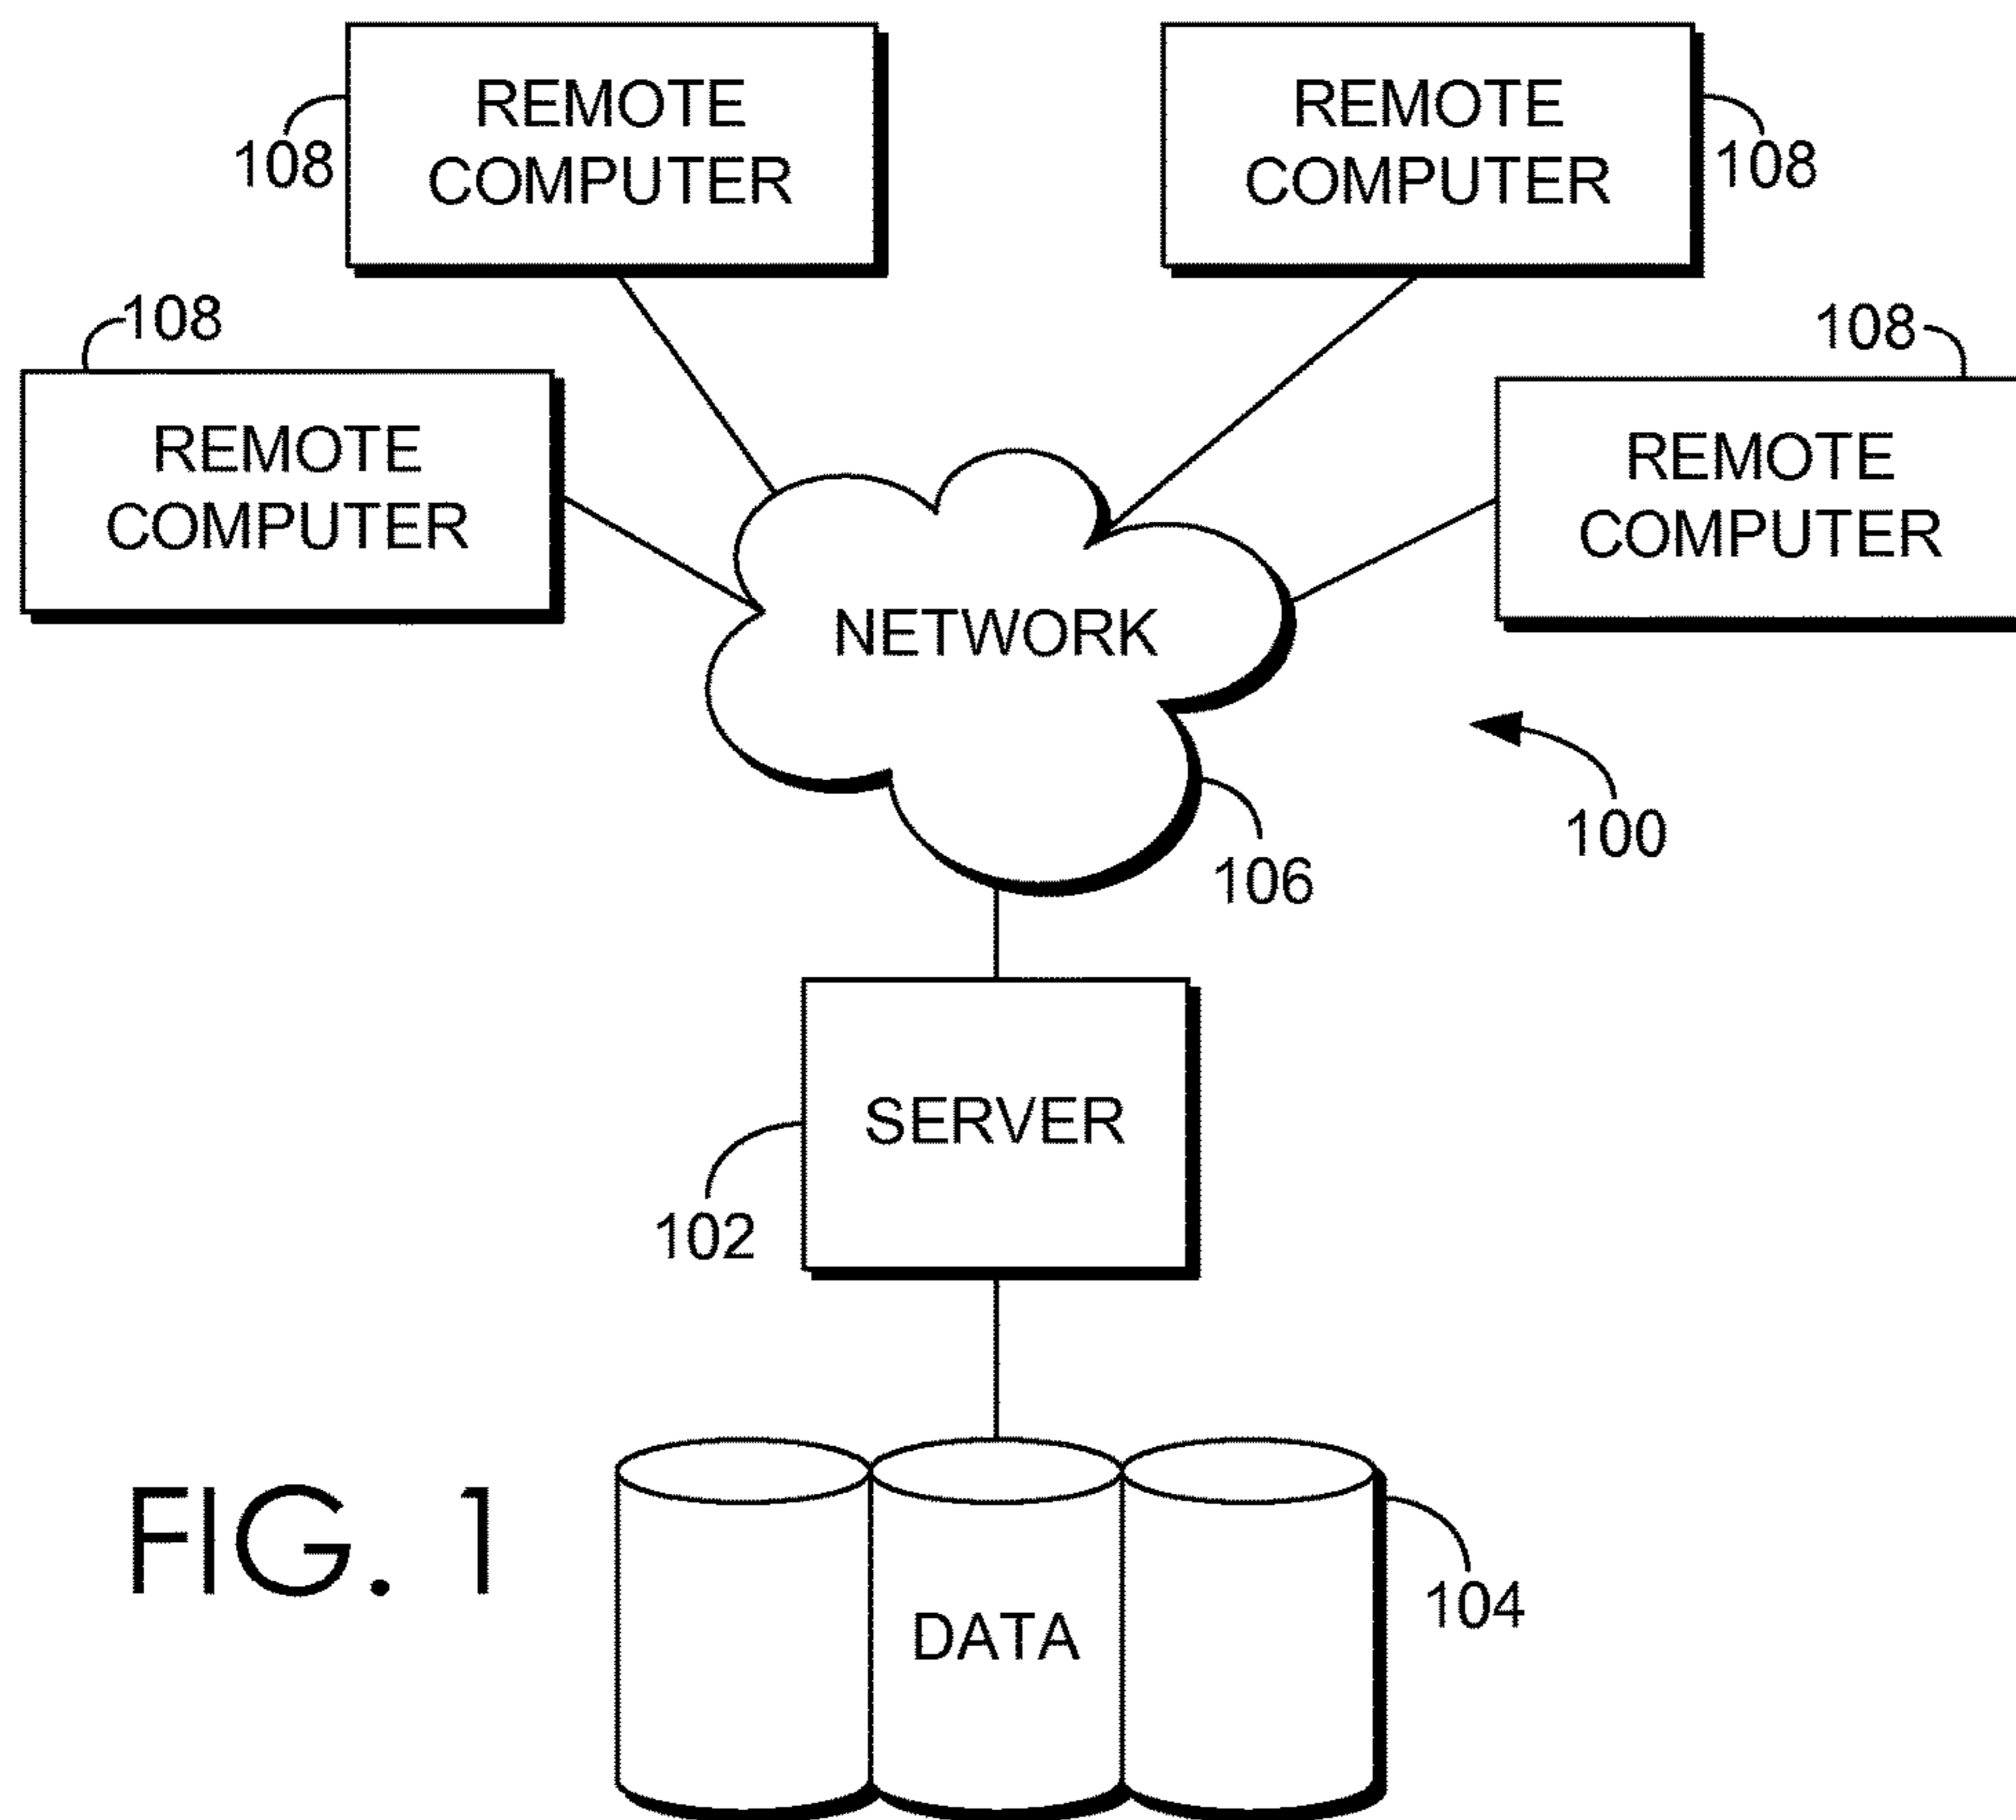 REMOTE
COMPUTER
108
REMOTE
COMPUTER
108
108
REMOTE
COMPUTER
108
REMOTE
COMPUTER
NETWORK
100
106
SERVER
102
FIG. 1
DATA
104